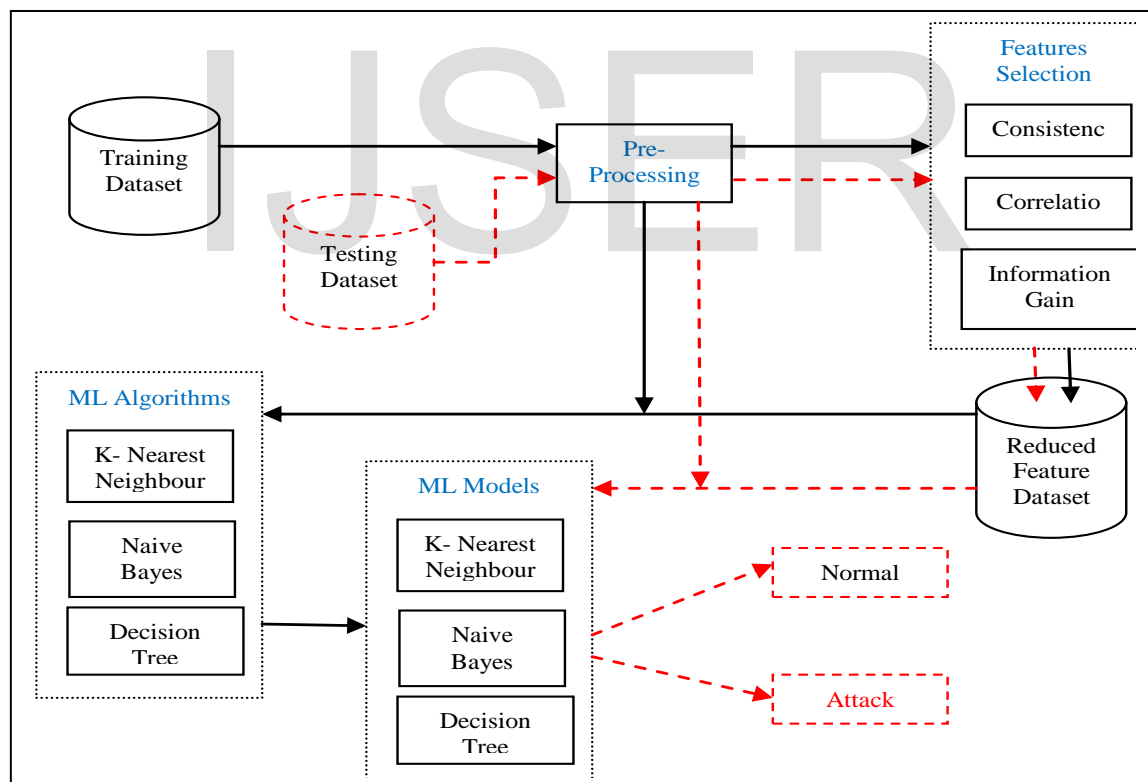 IJSER
Features
Selection
Training
Dataset
Pre-
Processing
Consistenc
Correlatio
Testing
Dataset
Information
Gain
ML Algorithms
K- Nearest
Neighbour
Naive
Bayes
Decision
Tree
ML Models
K- Nearest
Neighbour
Naive
Bayes
Decision
Tree
Reduced
Feature
Dataset
Normal
Attack